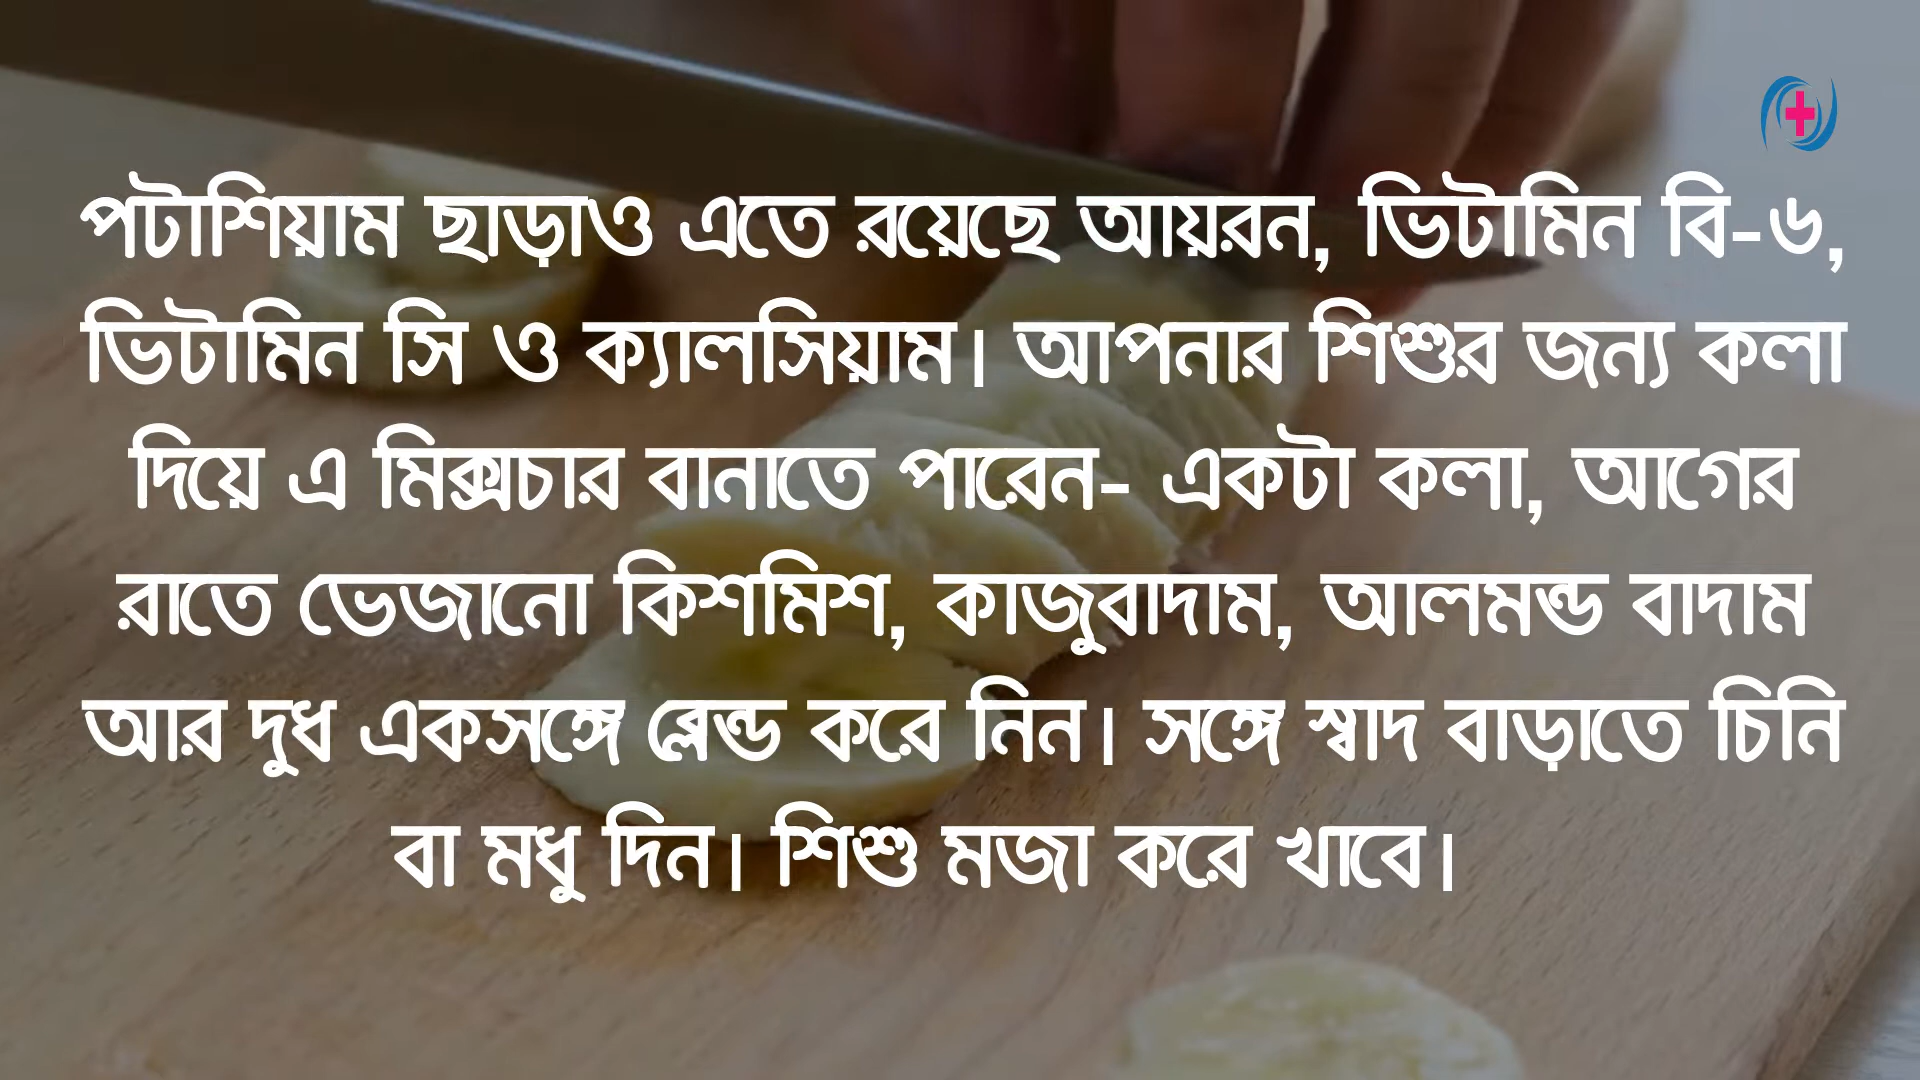 পটাশিয়াম ছাড়াও এতে রয়েছে আয়রন, ভিটামিন বি-৬,
ভিটামিন সি ও ক্যালসিয়াম। আপনার শিশুর জন্য কলা
দিয়ে এ মিক্সচার বানাতে পারেন- একটা কলা, আগের
রাতে ভেজানো কিশমিশ, কাজুবাদাম, আলমন্ড বাদাম
আর দুধ একসঙ্গে ব্লেন্ড করে নিন। সঙ্গে স্বাদ বাড়াতে চিনি
বা মধু দিন। শিশু মজা করে খাবে।